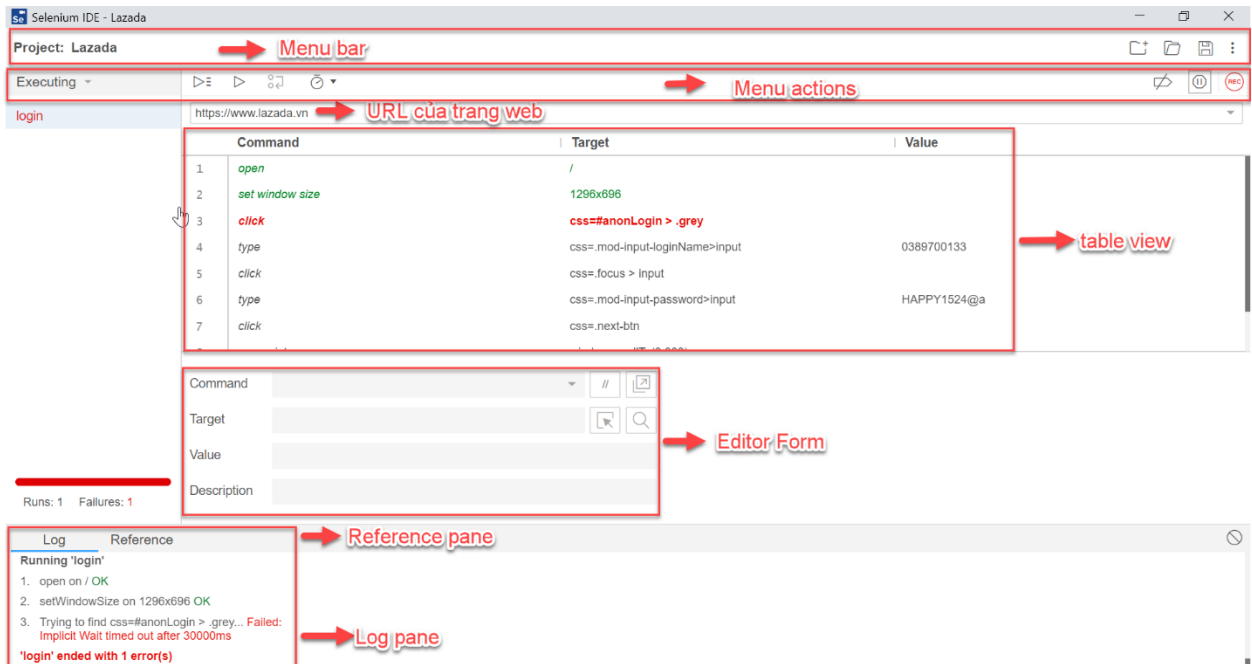 Selenium IDE - Lazada
Project: Lazada
Menu bar
Executing
Menu actions
REC
login
https://www.lazada.vn
URL của trang web
Command Target Value
1 open /
2 set window size 1296x696
3 click css=#anonLogin > .grey
4 type css=.mod-input-loginName>input 0389700133
table view
5 click css=.focus > input
6 type css=.mod-input-password>input HAPPY1524@a
7 click css=.next-btn
Command //
Target
Editor Form
Value
Description
Runs: 1 Failures: 1
Log Reference
Reference pane
Running 'login'
1. open on / OK
2. setWindowSize on 1296x696 OK
3. Trying to find css=#anonLogin > .grey... Failed:
Implicit Wait timed out after 30000ms
Log pane
'login' ended with 1 error(s)